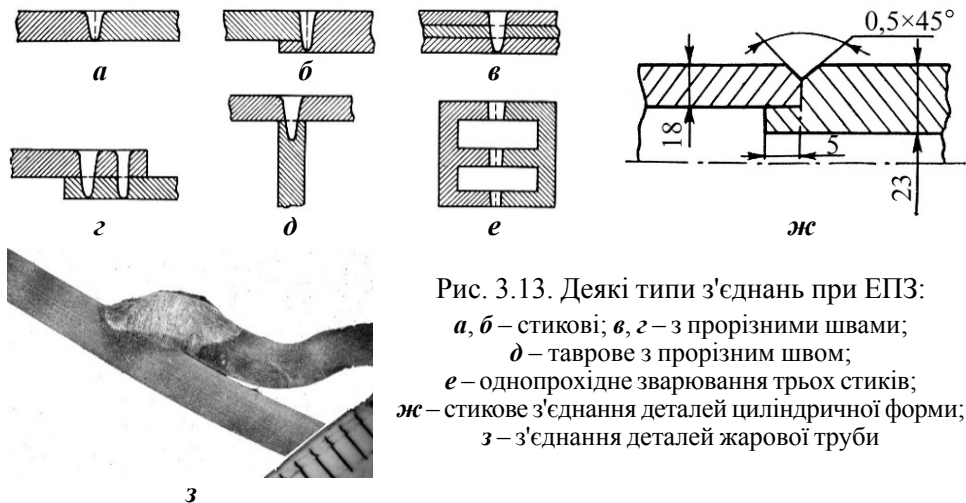 а
б
в
0,5×45°
18
5
23
г
д
е
ж
з
Рис. 3.13. Деякі типи з'єднань при ЕПЗ:
а, б – стикові; в, г – з прорізними швами;
д – таврове з прорізним швом;
е – однопрохідне зварювання трьох стиків;
ж – стикове з'єднання деталей циліндричної форми;
з – з'єднання деталей жарової труби